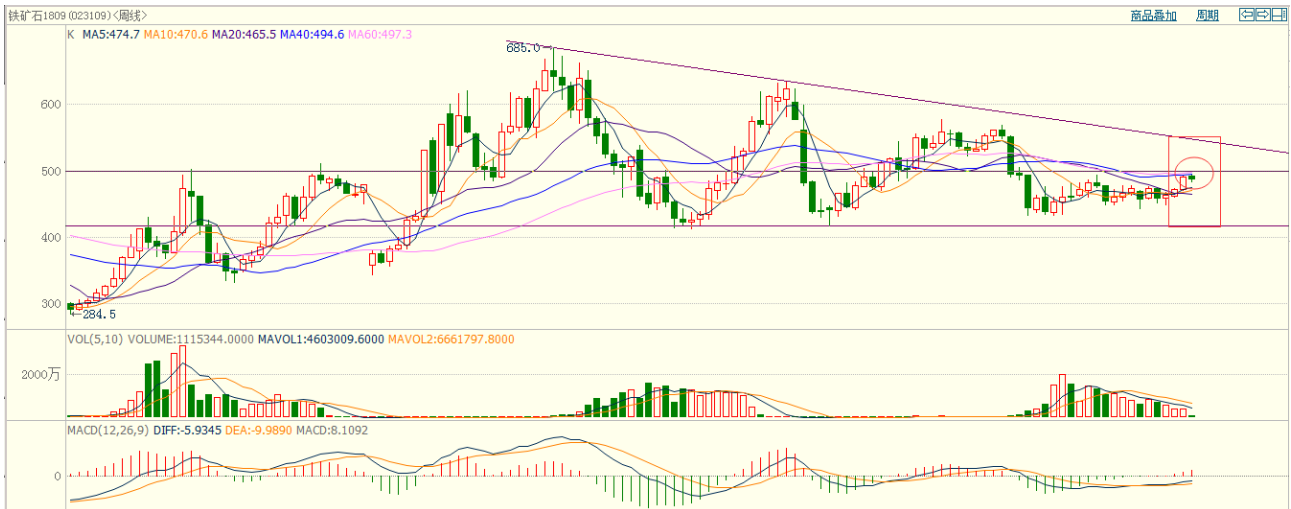 铁矿石1809 (023109) <周线> 商品叠加 周期
K MA5:474.7 MA10:470.6 MA20:465.5 MA40:494.6 MA60:497.3
685.0
600
500
400
300
284.5
VOL(5,10) VOLUME:1115344.0000 MAVOL1:4603009.6000 MAVOL2:6661797.8000
2000万
MACD(12,26,9) DIFF:-5.9345 DEA:-9.9890 MACD:8.1092
0